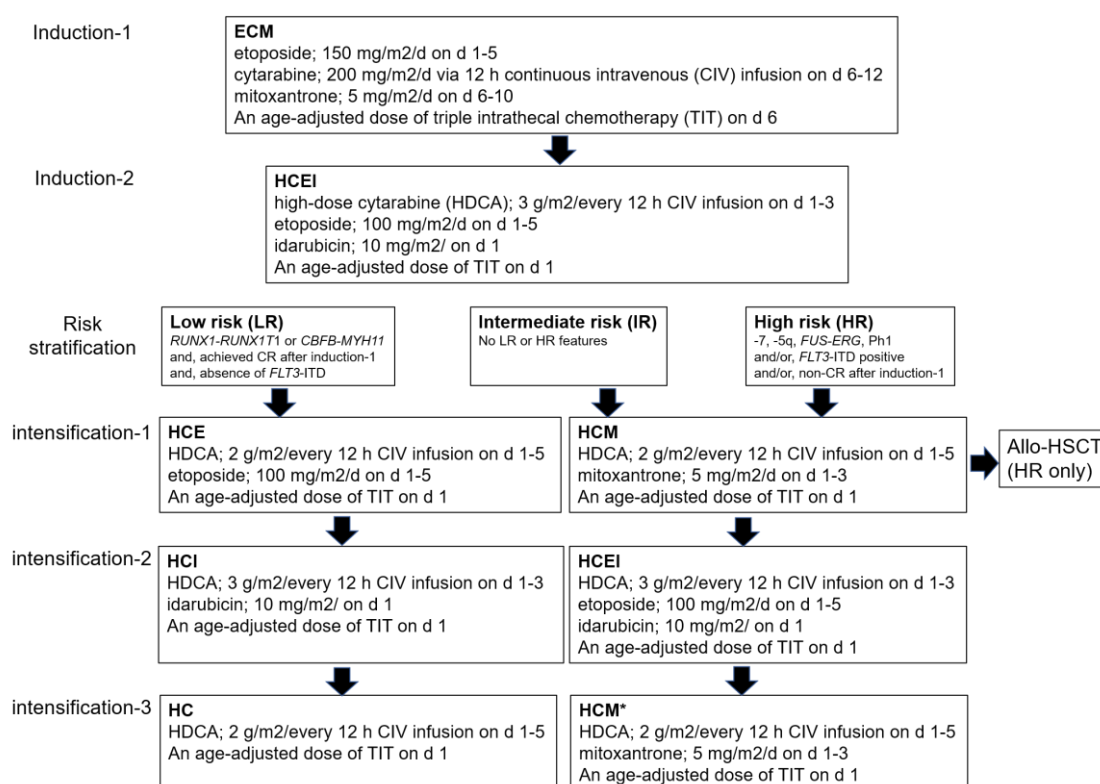 Induction-1
ECM
etoposide; 150 mg/m2/d on d 1-5
cytarabine; 200 mg/m2/d via 12 h continuous intravenous (CIV) infusion on d 6-12
mitoxantrone; 5 mg/m2/d on d 6-10
An age-adjusted dose of triple intrathecal chemotherapy (TIT) on d 6
Induction-2
HCEI
high-dose cytarabine (HDCA); 3 g/m2/every 12 h CIV infusion on d 1-3
etoposide; 100 mg/m2/d on d 1-5
idarubicin; 10 mg/m2/ on d 1
An age-adjusted dose of TIT on d 1
Risk
stratification
Low risk (LR)
RUNX1-RUNX1T1 or CBFB-MYH11
and, achieved CR after induction-1
and, absence of FLT3-ITD
Intermediate risk (IR)
No LR or HR features
High risk (HR)
-7, -5q, FUS-ERG, Ph1
and/or, FLT3-ITD positive
and/or, non-CR after induction-1
intensification-1
HCE
HDCA; 2 g/m2/every 12 h CIV infusion on d 1-5
etoposide; 100 mg/m2/d on d 1-5
An age-adjusted dose of TIT on d 1
HCM
HDCA; 2 g/m2/every 12 h CIV infusion on d 1-5
mitoxantrone; 5 mg/m2/d on d 1-3
An age-adjusted dose of TIT on d 1
Allo-HSCT
(HR only)
intensification-2
HCI
HDCA; 3 g/m2/every 12 h CIV infusion on d 1-3
idarubicin; 10 mg/m2/ on d 1
An age-adjusted dose of TIT on d 1
HCEI
HDCA; 3 g/m2/every 12 h CIV infusion on d 1-3
etoposide; 100 mg/m2/d on d 1-5
idarubicin; 10 mg/m2/ on d 1
An age-adjusted dose of TIT on d 1
intensification-3
HC
HDCA; 2 g/m2/every 12 h CIV infusion on d 1-5
An age-adjusted dose of TIT on d 1
HCM*
HDCA; 2 g/m2/every 12 h CIV infusion on d 1-5
mitoxantrone; 5 mg/m2/d on d 1-3
An age-adjusted dose of TIT on d 1